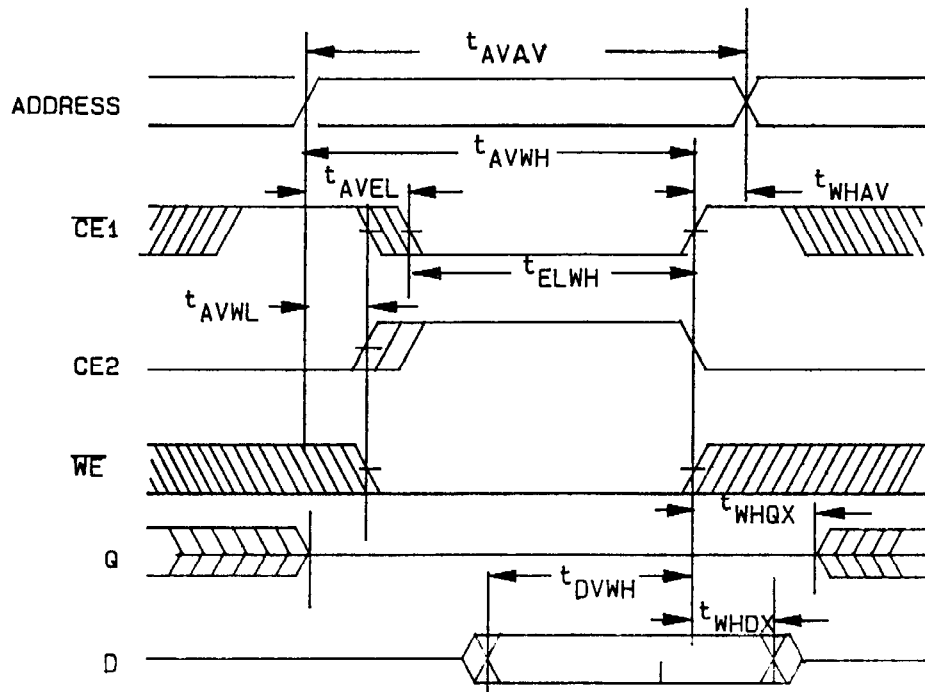 tAVAV
ADDRESS
tAVWH
tAVEL
tWHAV
CE1
tELWH
tAVWL
CE2
WE
tWHQX
Q
tDVWH
tWHDX
D